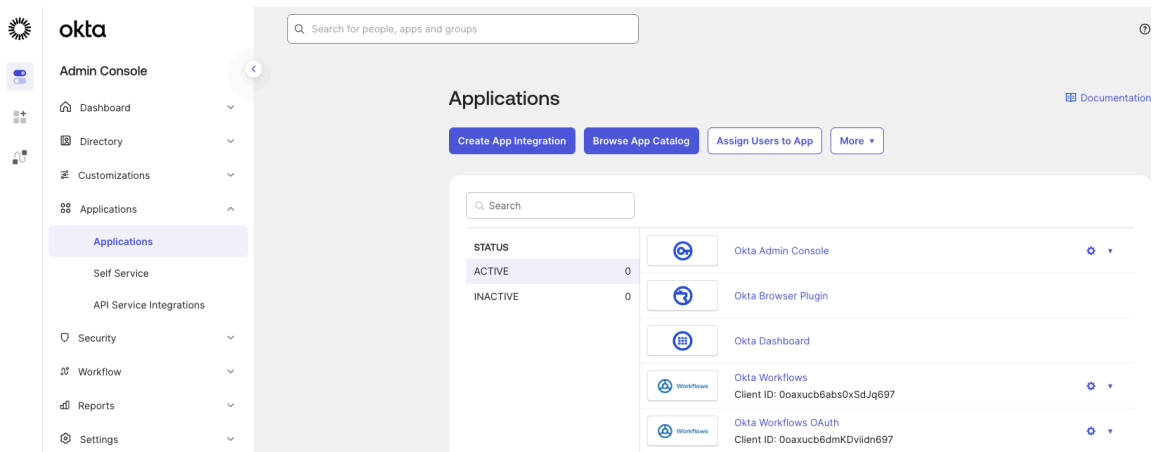 okta
Search for people, apps and groups
Admin Console
Dashboard
Directory
Customizations
Applications
Applications
Self Service
API Service Integrations
Security
Workflow
Reports
Settings
Applications
Documentation
Create App Integration
Browse App Catalog
Assign Users to App
More
Search
STATUS
ACTIVE 0
INACTIVE 0
Okta Admin Console
Okta Browser Plugin
Okta Dashboard
Workflows
Okta Workflows
Client ID: 0oaxucb6abs0xSdJq697
Workflows
Okta Workflows OAuth
Client ID: 0oaxucb6dmKDviidn697